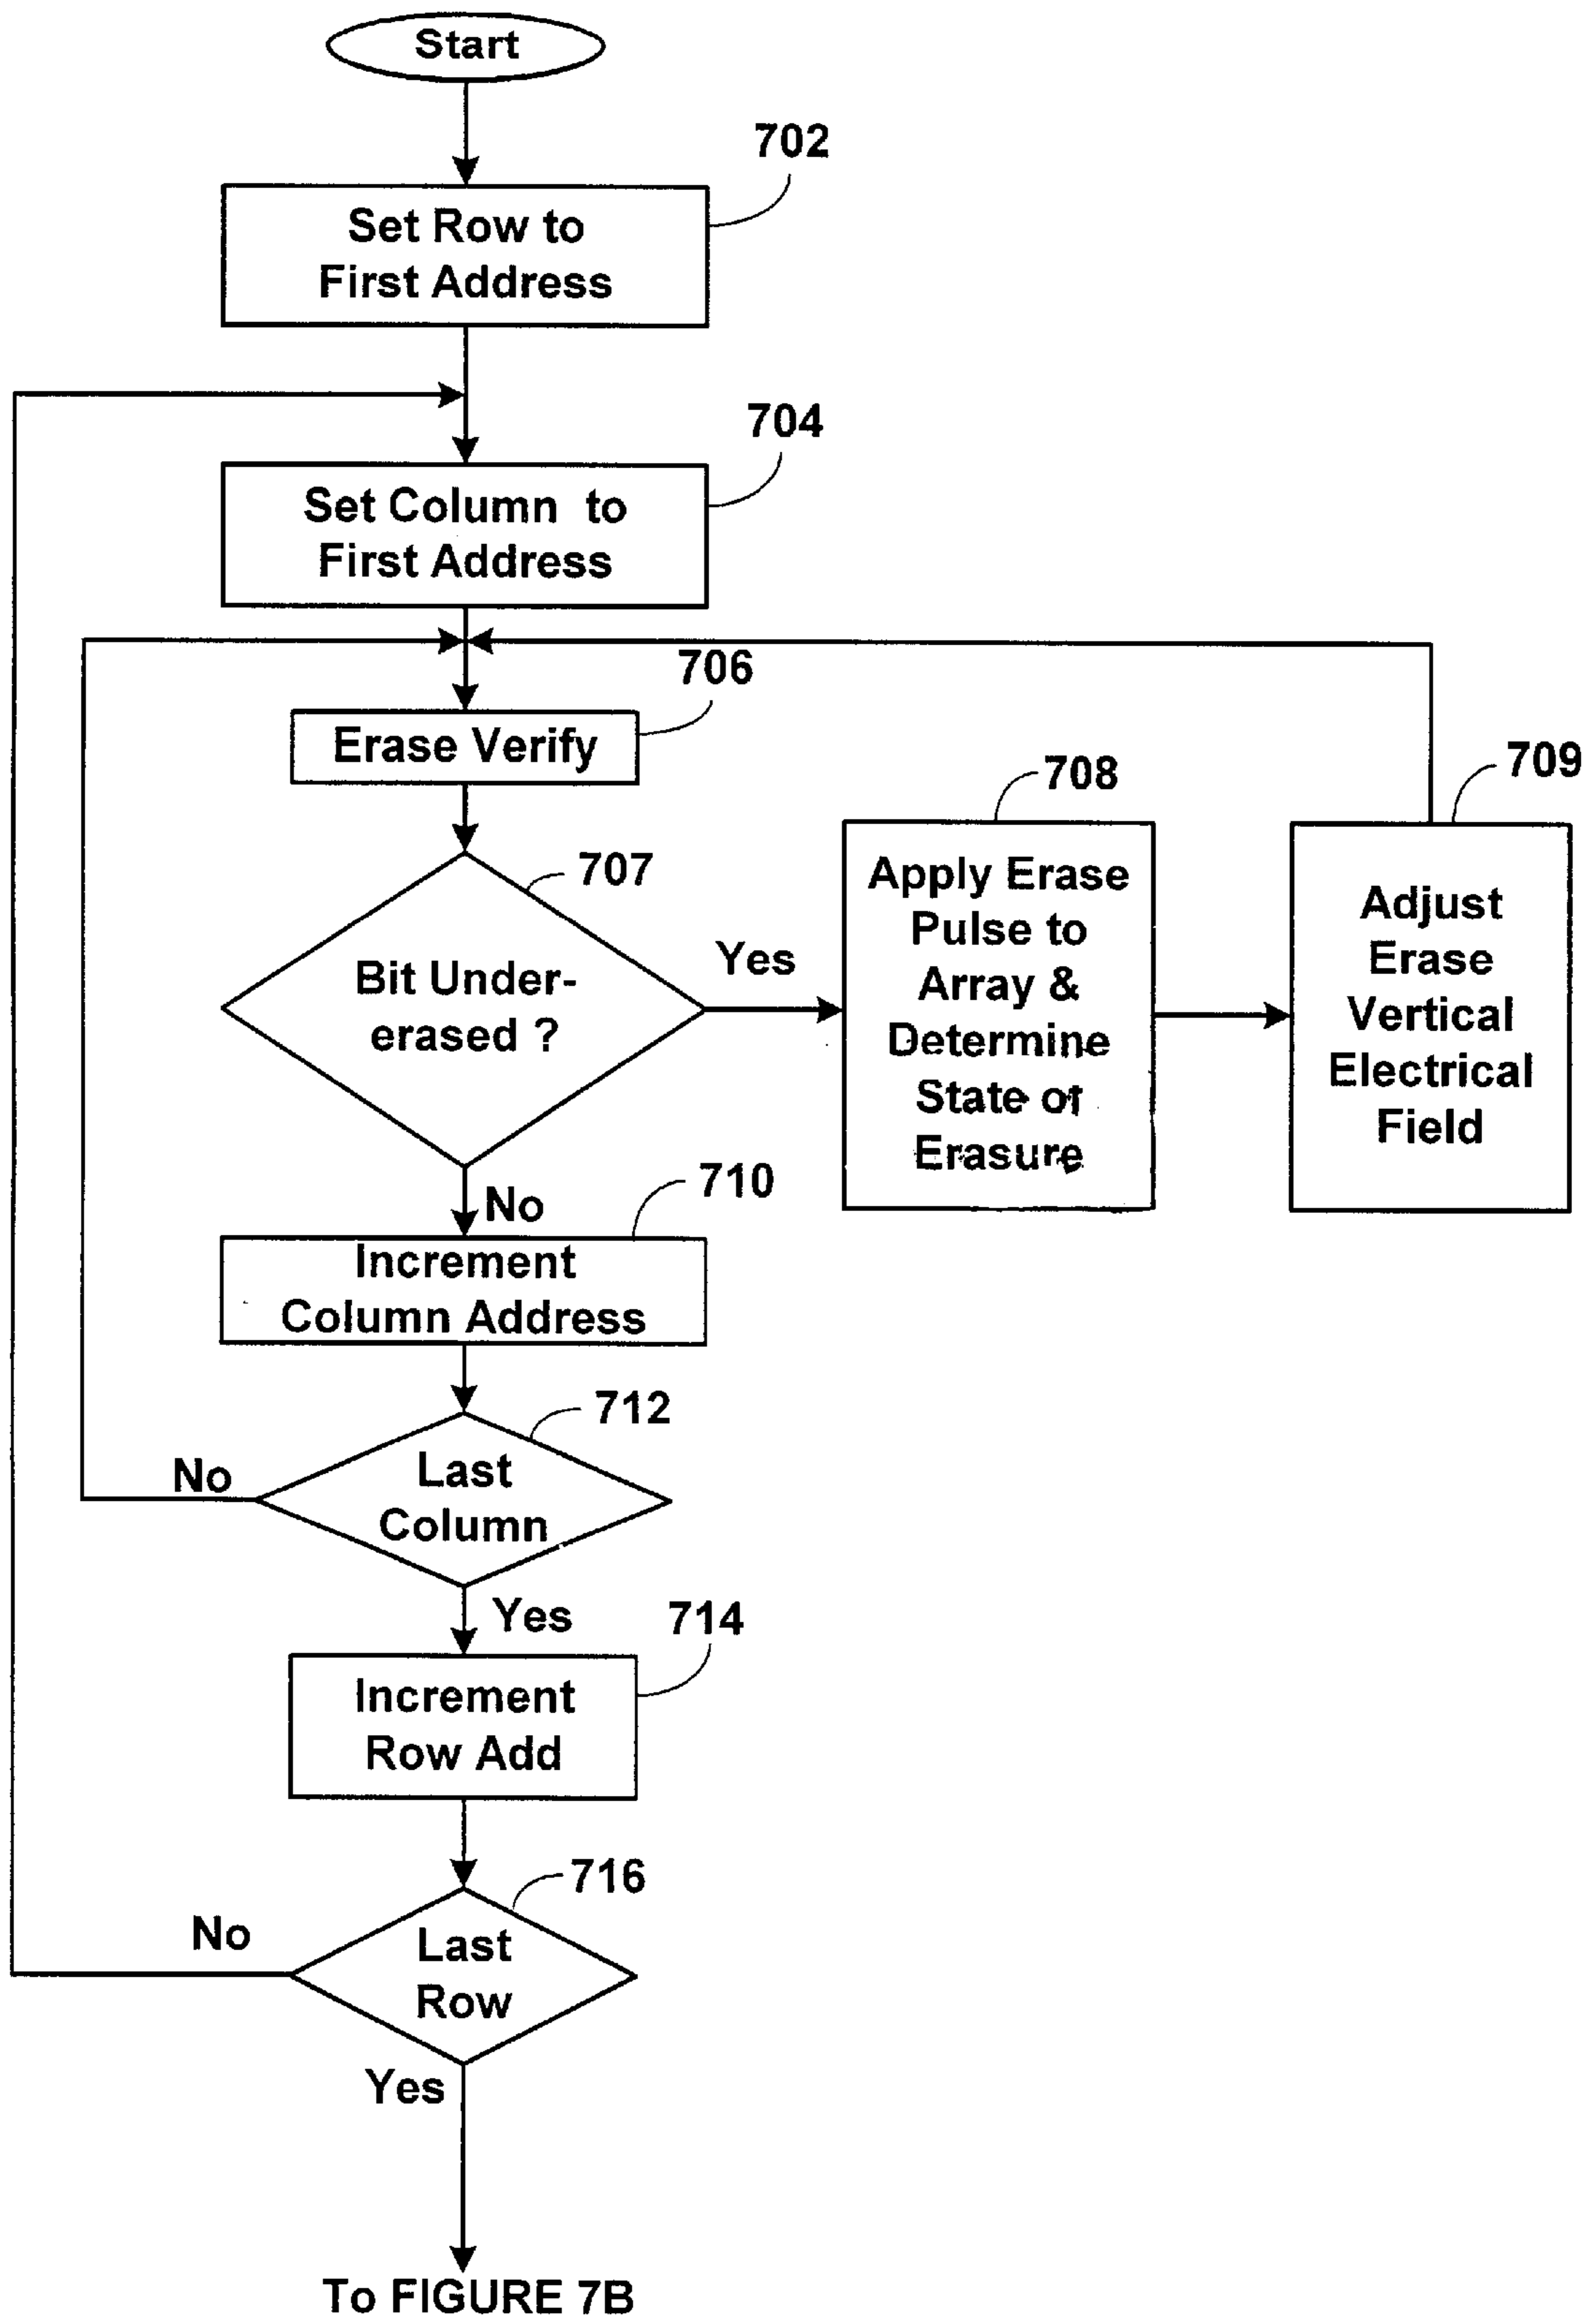 Start
702
Set Row to
First Address
704
Set Column to
First Address
706
Erase Verify
707
Bit Under-
erased ?
Yes
708
Apply Erase
Pulse to
Array &
Determine
State of
Erasure
709
Adjust
Erase
Vertical
Electrical
Field
No
710
Increment
Column Address
712
Last
Column
No
Yes
714
Increment
Row Add
716
Last
Row
No
Yes
To FIGURE 7B